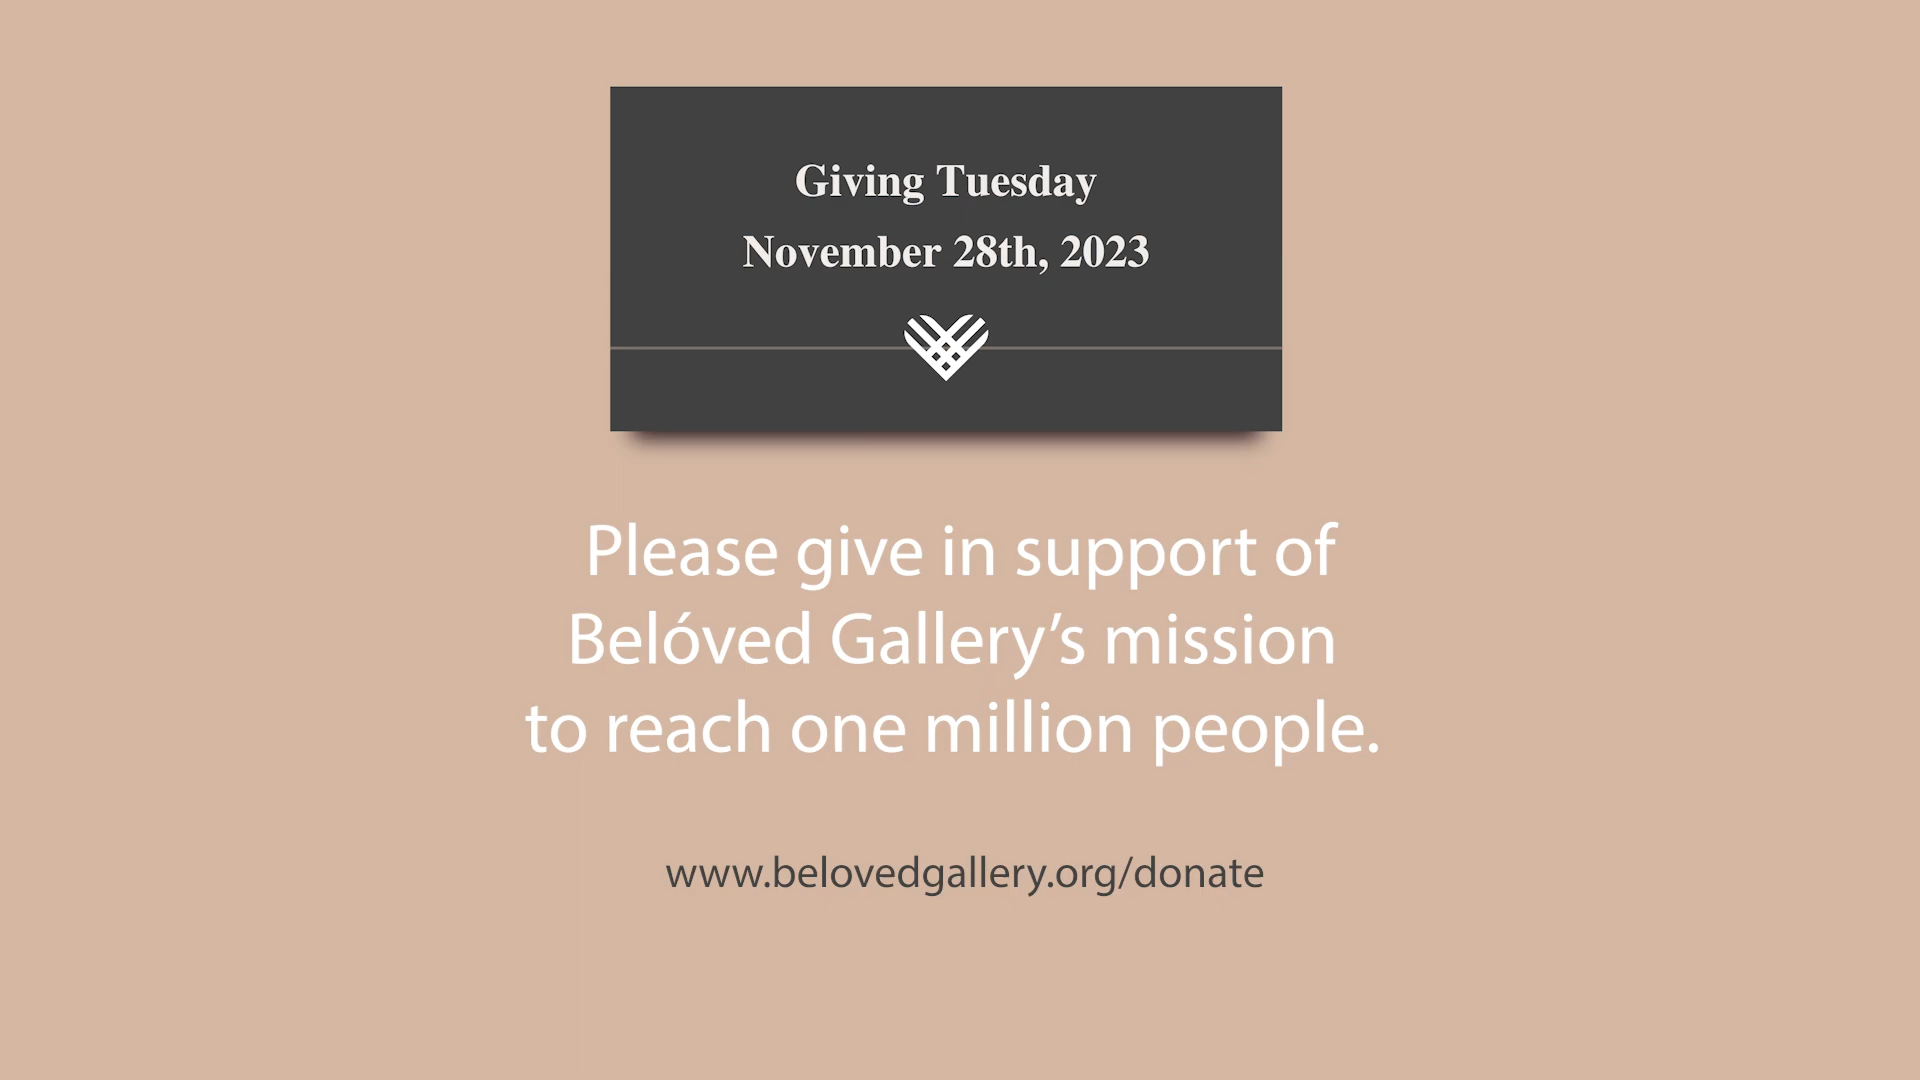 Giving Tuesday
November 28th, 2023
Please give in support of
Belóved Gallery’s mission
to reach one million people.
www.belovedgallery.org/donate